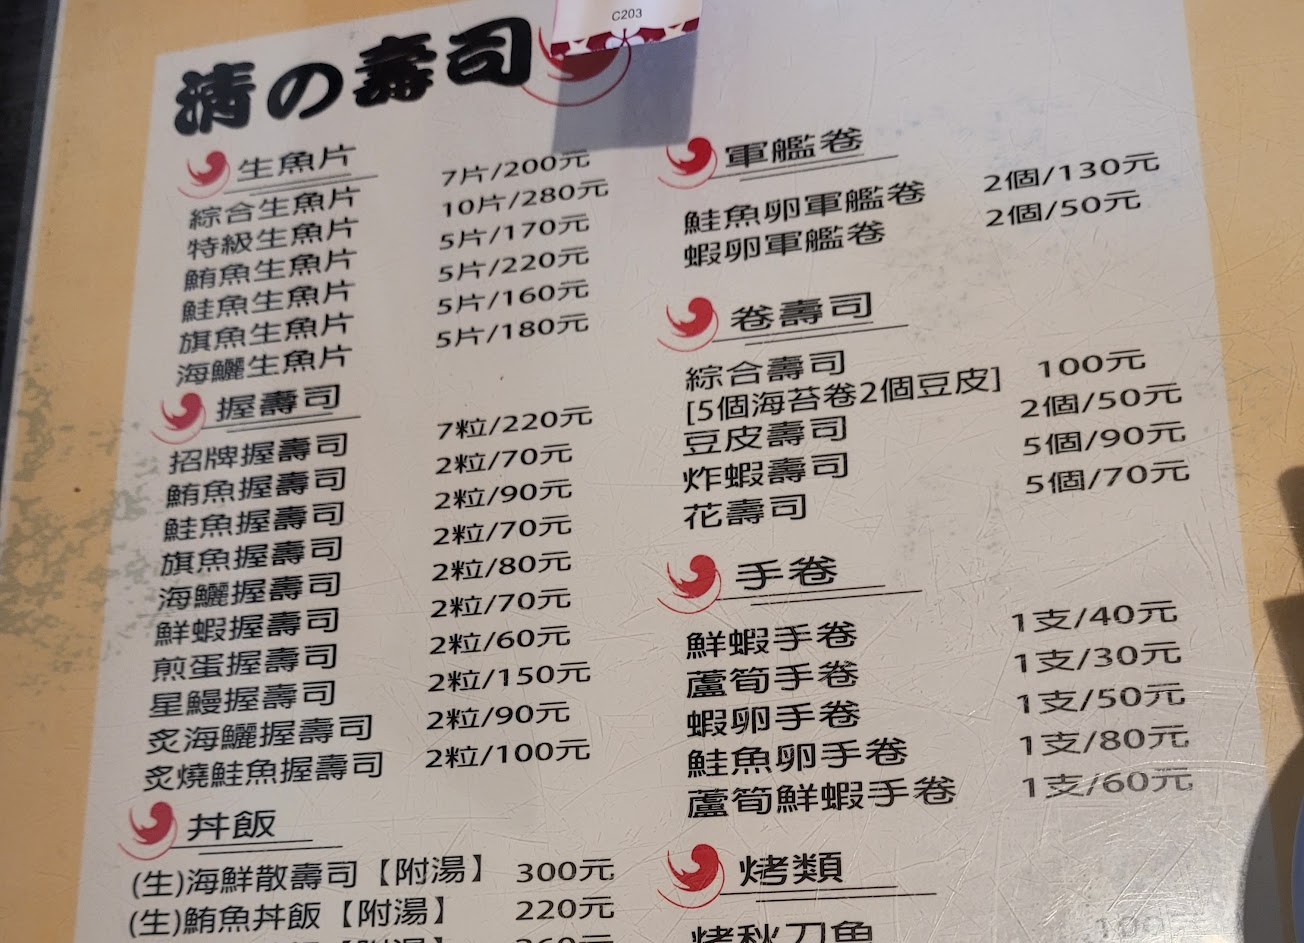 C203
清の壽司
生魚片
綜合生魚片 7片/200元
特級生魚片 10片/280元
鮪魚生魚片 5片/170元
鮭魚生魚片 5片/220元
旗魚生魚片 5片/160元
海鱺生魚片 5片/180元
握壽司
招牌握壽司 7粒/220元
鮪魚握壽司 2粒/70元
鮭魚握壽司 2粒/90元
旗魚握壽司 2粒/70元
海鱺握壽司 2粒/80元
鮮蝦握壽司 2粒/70元
煎蛋握壽司 2粒/60元
星鰻握壽司 2粒/150元
炙海鱺握壽司 2粒/90元
炙燒鮭魚握壽司 2粒/100元
丼飯
(生)海鮮散壽司【附湯】 300元
(生)鮪魚丼飯【附湯】 220元
軍艦卷
鮭魚卵軍艦卷 2個/130元
蝦卵軍艦卷 2個/50元
卷壽司
綜合壽司 100元
[5個海苔卷2個豆皮]
豆皮壽司 2個/50元
炸蝦壽司 5個/90元
花壽司 5個/70元
手卷
鮮蝦手卷 1支/40元
蘆筍手卷 1支/30元
蝦卵手卷 1支/50元
鮭魚卵手卷 1支/80元
蘆筍鮮蝦手卷 1支/60元
烤類
烤秋刀魚